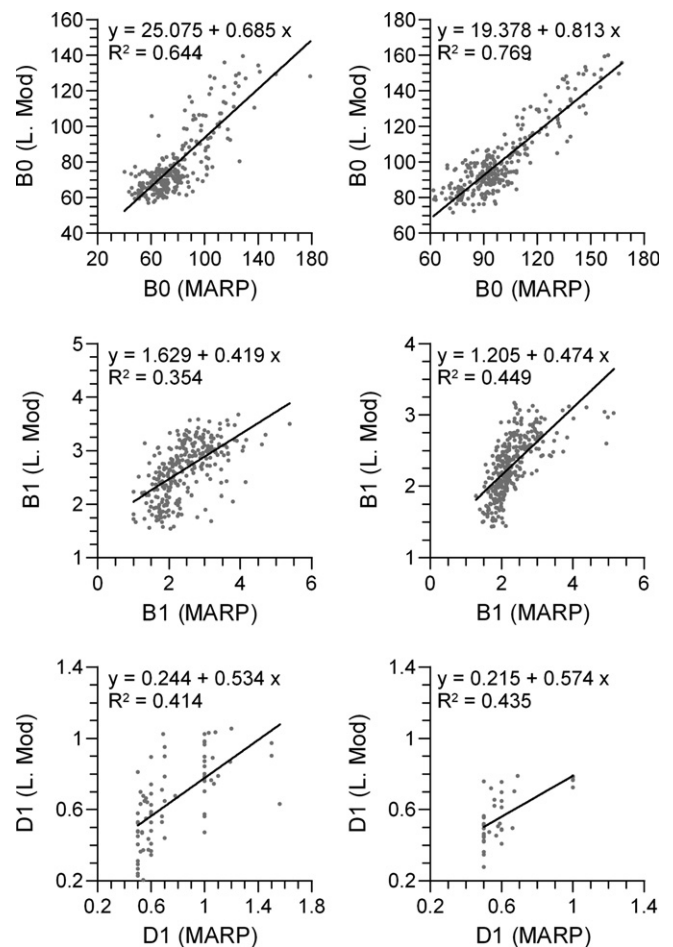 y = 25.075 + 0.685 x
R² = 0.644
160
140
120
100
80
60
40
20
60
100
140
180
B0 (L. Mod)
B0 (MARP)
y = 19.378 + 0.813 x
R² = 0.769
180
160
140
120
100
80
60
60
90
120
150
180
B0 (L. Mod)
B0 (MARP)
y = 1.629 + 0.419 x
R² = 0.354
5
4
3
2
1
0
2
4
6
B1 (L. Mod)
B1 (MARP)
y = 1.205 + 0.474 x
R² = 0.449
4
3
2
1
0
2
4
6
B1 (L. Mod)
B1 (MARP)
y = 0.244 + 0.534 x
R² = 0.414
1.4
1
0.6
0.2
0.2
0.6
1
1.4
1.8
D1 (L. Mod)
D1 (MARP)
y = 0.215 + 0.574 x
R² = 0.435
1.4
1
0.6
0.2
0.2
0.6
1
1.4
D1 (L. Mod)
D1 (MARP)